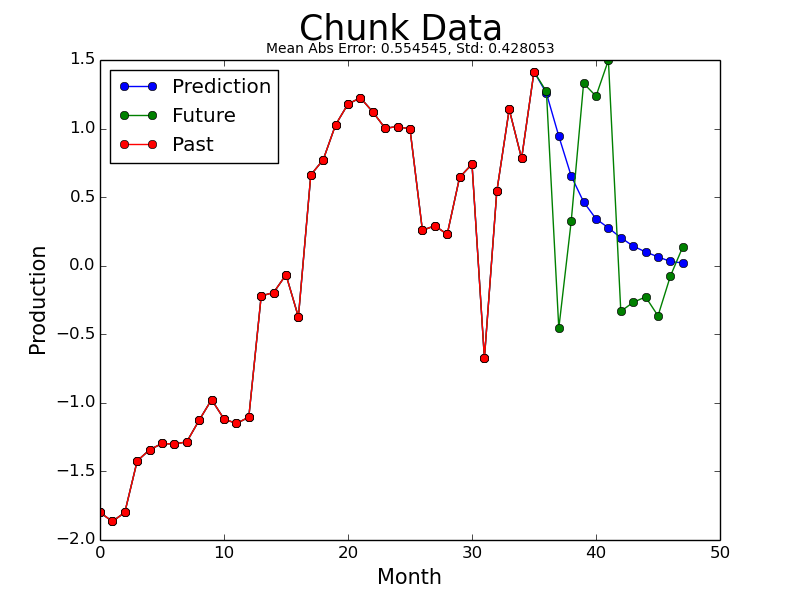 Chunk Data
Mean Abs Error: 0.554545, Std: 0.428053
Prediction
Future
Past
1.5
1.0
0.5
0.0
−0.5
−1.0
−1.5
−2.0
Production
0 10 20 30 40 50
Month